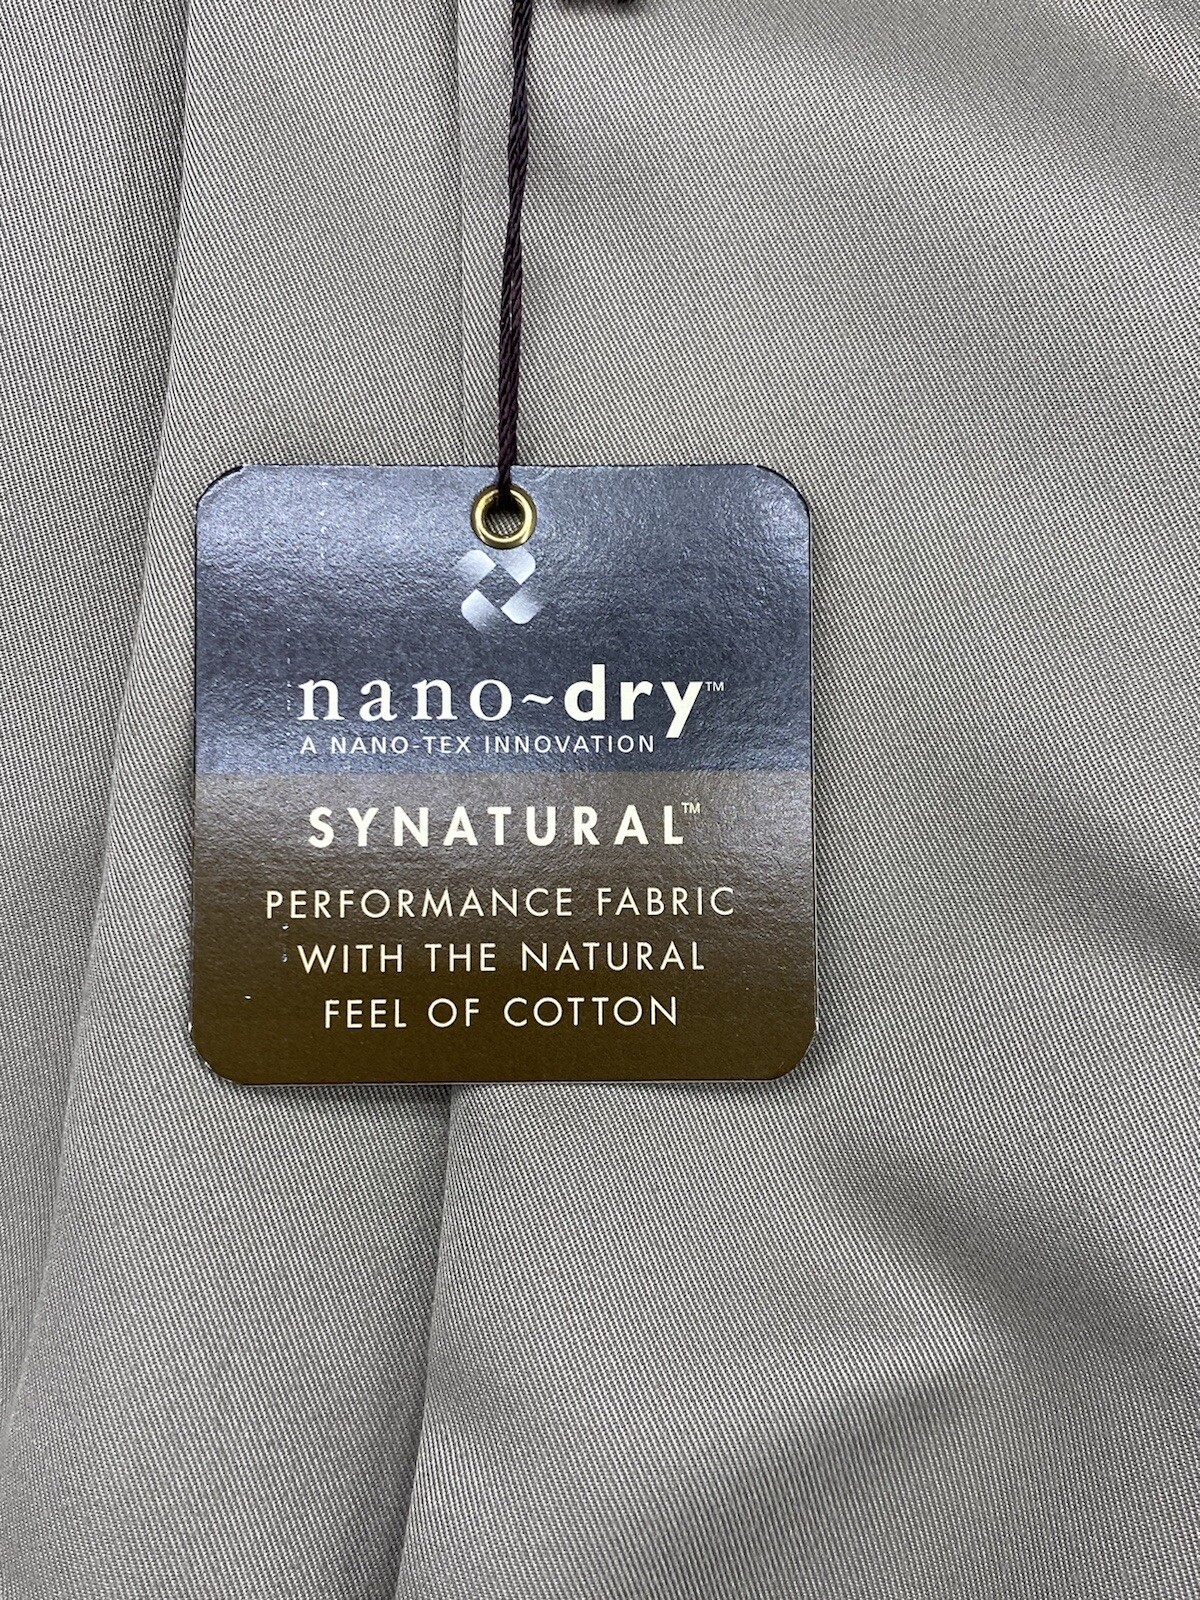 nano~dry™
A NANO-TEX INNOVATION
SYNATURAL™
PERFORMANCE FABRIC
WITH THE NATURAL
FEEL OF COTTON